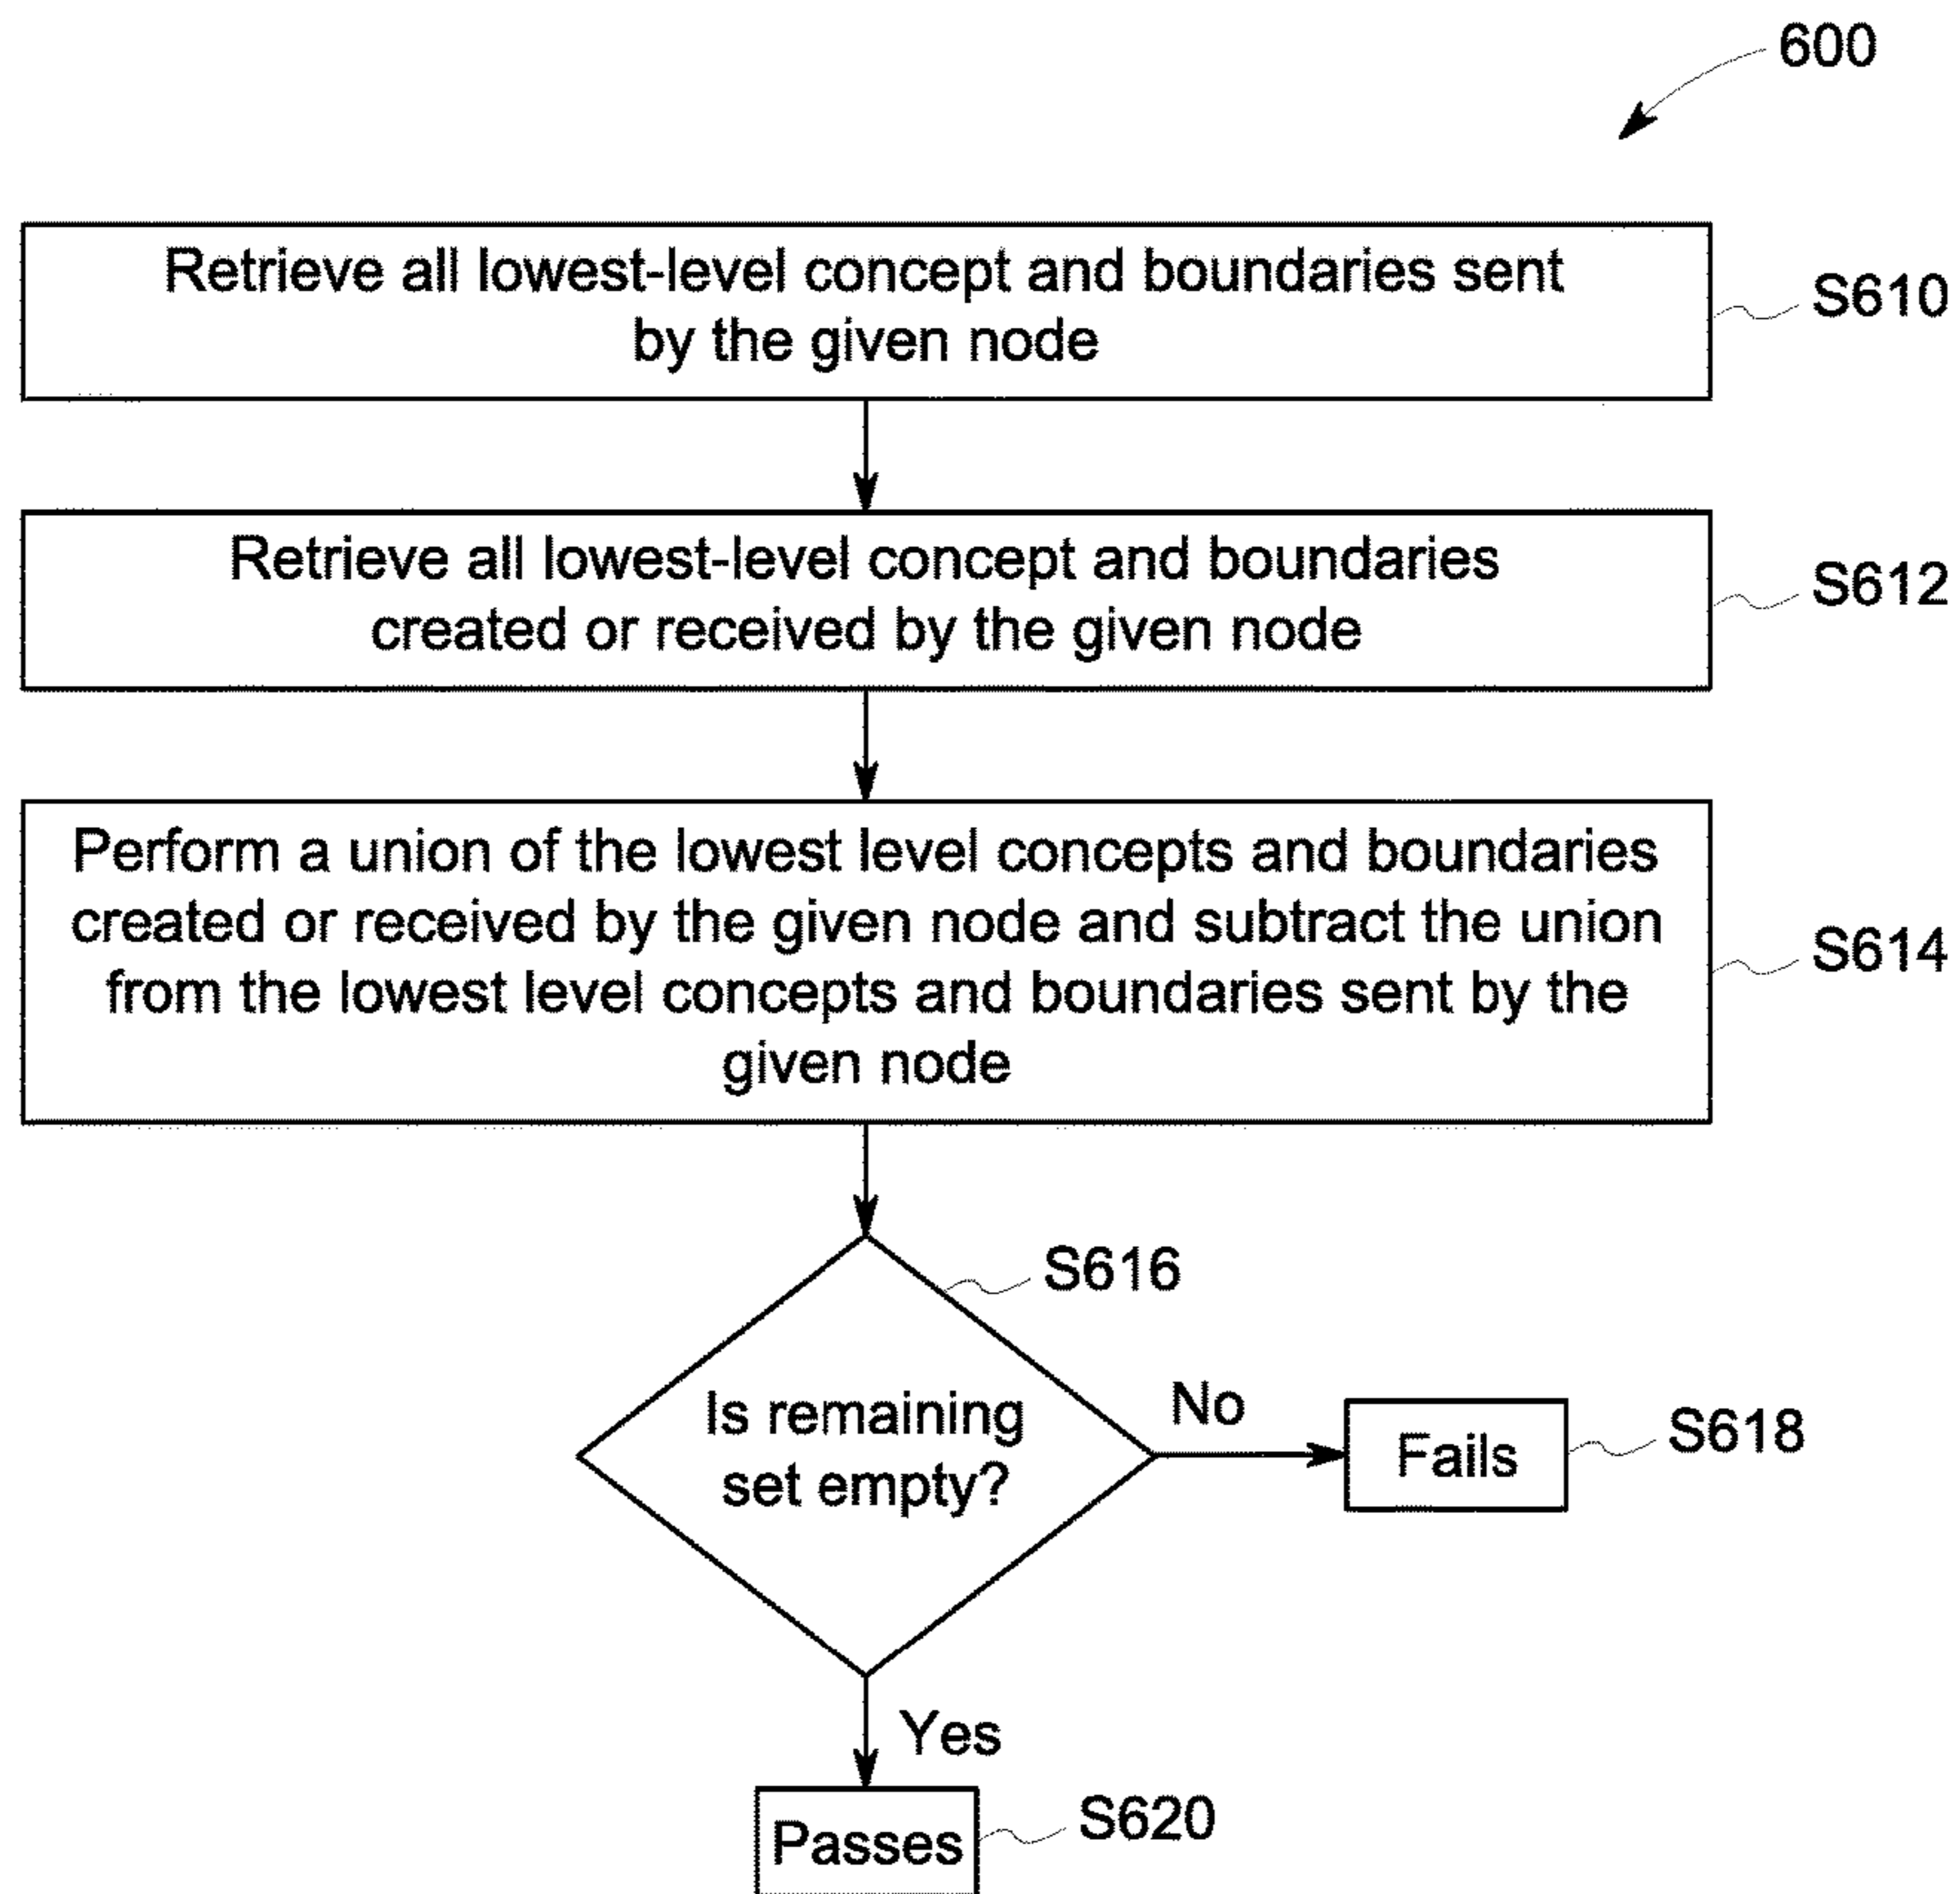 600
Retrieve all lowest-level concept and boundaries sent
by the given node
S610
Retrieve all lowest-level concept and boundaries
created or received by the given node
S612
Perform a union of the lowest level concepts and boundaries
created or received by the given node and subtract the union
from the lowest level concepts and boundaries sent by the
given node
S614
S616
Is remaining
set empty?
No
Fails
S618
Yes
Passes
S620